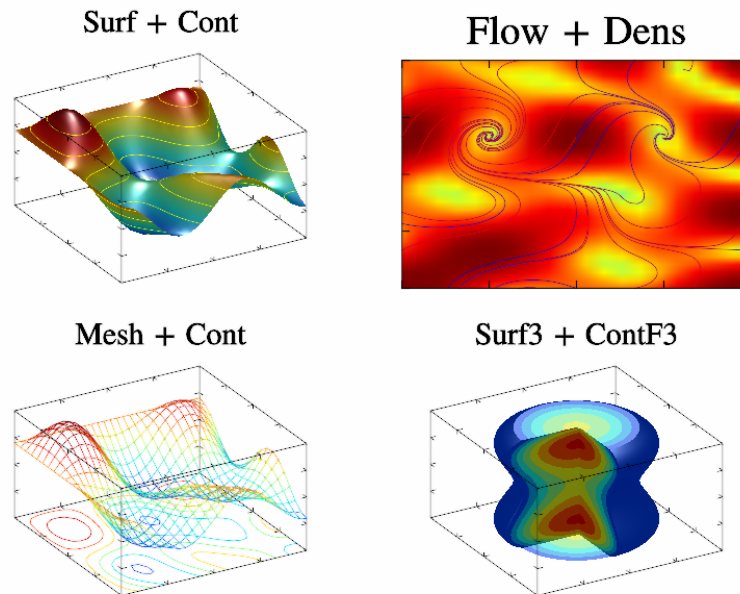 Surf + Cont
Flow + Dens
Mesh + Cont
Surf3 + ContF3